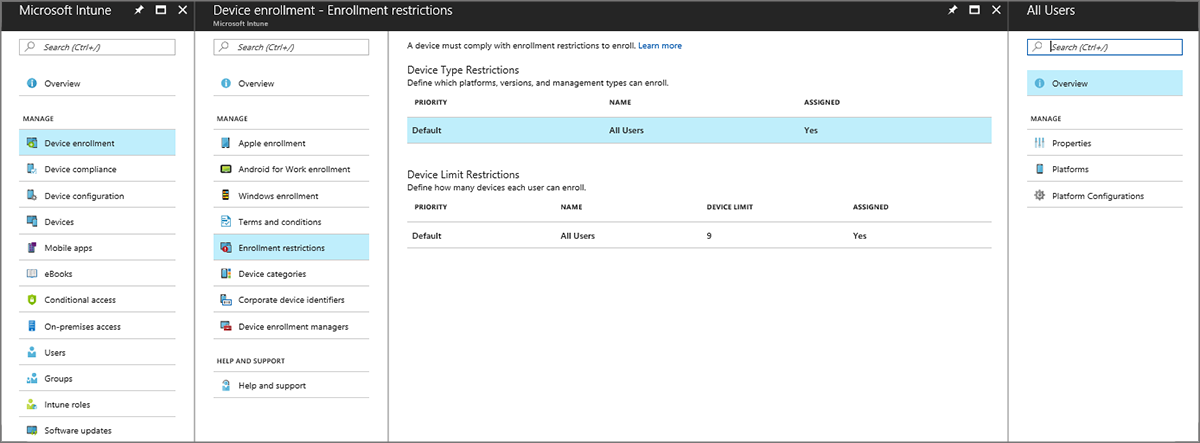 Microsoft Intune
Search (Ctrl+/)
Overview
MANAGE
Device enrollment
Device compliance
Device configuration
Devices
Mobile apps
eBooks
Conditional access
On-premises access
Users
Groups
Intune roles
Software updates
Device enrollment - Enrollment restrictions
Microsoft Intune
Search (Ctrl+/)
Overview
MANAGE
Apple enrollment
Android for Work enrollment
Windows enrollment
Terms and conditions
Enrollment restrictions
Device categories
Corporate device identifiers
Device enrollment managers
HELP AND SUPPORT
Help and support
A device must comply with enrollment restrictions to enroll. Learn more
Device Type Restrictions
Define which platforms, versions, and management types can enroll.
PRIORITY NAME ASSIGNED
Default All Users Yes
Device Limit Restrictions
Define how many devices each user can enroll.
PRIORITY NAME DEVICE LIMIT ASSIGNED
Default All Users 9 Yes
All Users
Search (Ctrl+/)
Overview
MANAGE
Properties
Platforms
Platform Configurations